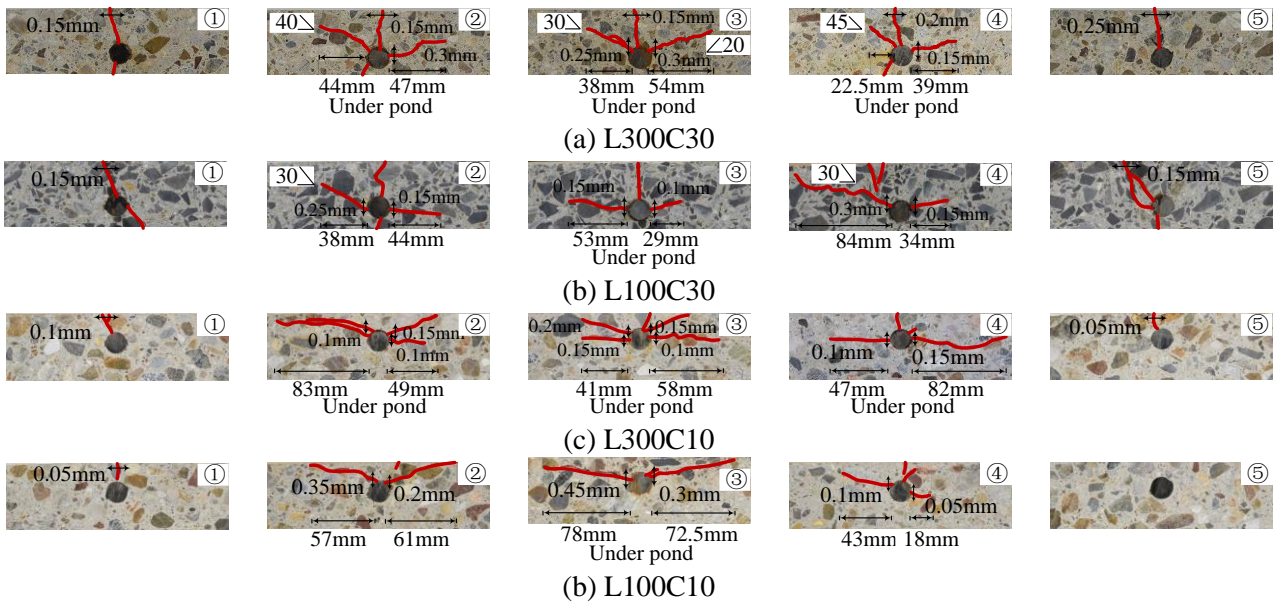 0.15mm ① 40 ② 0.15mm 0.3mm 44mm 47mm Under pond 30 ③ 0.15mm ∠20 0.25mm 0.3mm 38mm 54mm Under pond 45 ④ 0.2mm 0.15mm 22.5mm 39mm Under pond 0.25mm ⑤
(a) L300C30
0.15mm ① 30 ② 0.15mm 0.25mm 38mm 44mm ③ 0.15mm 0.1mm 53mm 29mm Under pond 30 ④ 0.3mm 0.15mm 84mm 34mm 0.15mm ⑤
(b) L100C30
0.1mm ① ② 0.1mm 0.15mm 0.1mm 83mm 49mm Under pond ③ 0.2mm 0.15mm 0.15mm 0.1mm 41mm 58mm Under pond ④ 0.1mm 0.15mm 47mm 82mm Under pond 0.05mm ⑤
(c) L300C10
0.05mm ① ② 0.35mm 0.2mm 57mm 61mm ③ 0.45mm 0.3mm 78mm 72.5mm Under pond ④ 0.1mm 0.05mm 43mm 18mm ⑤
(b) L100C10